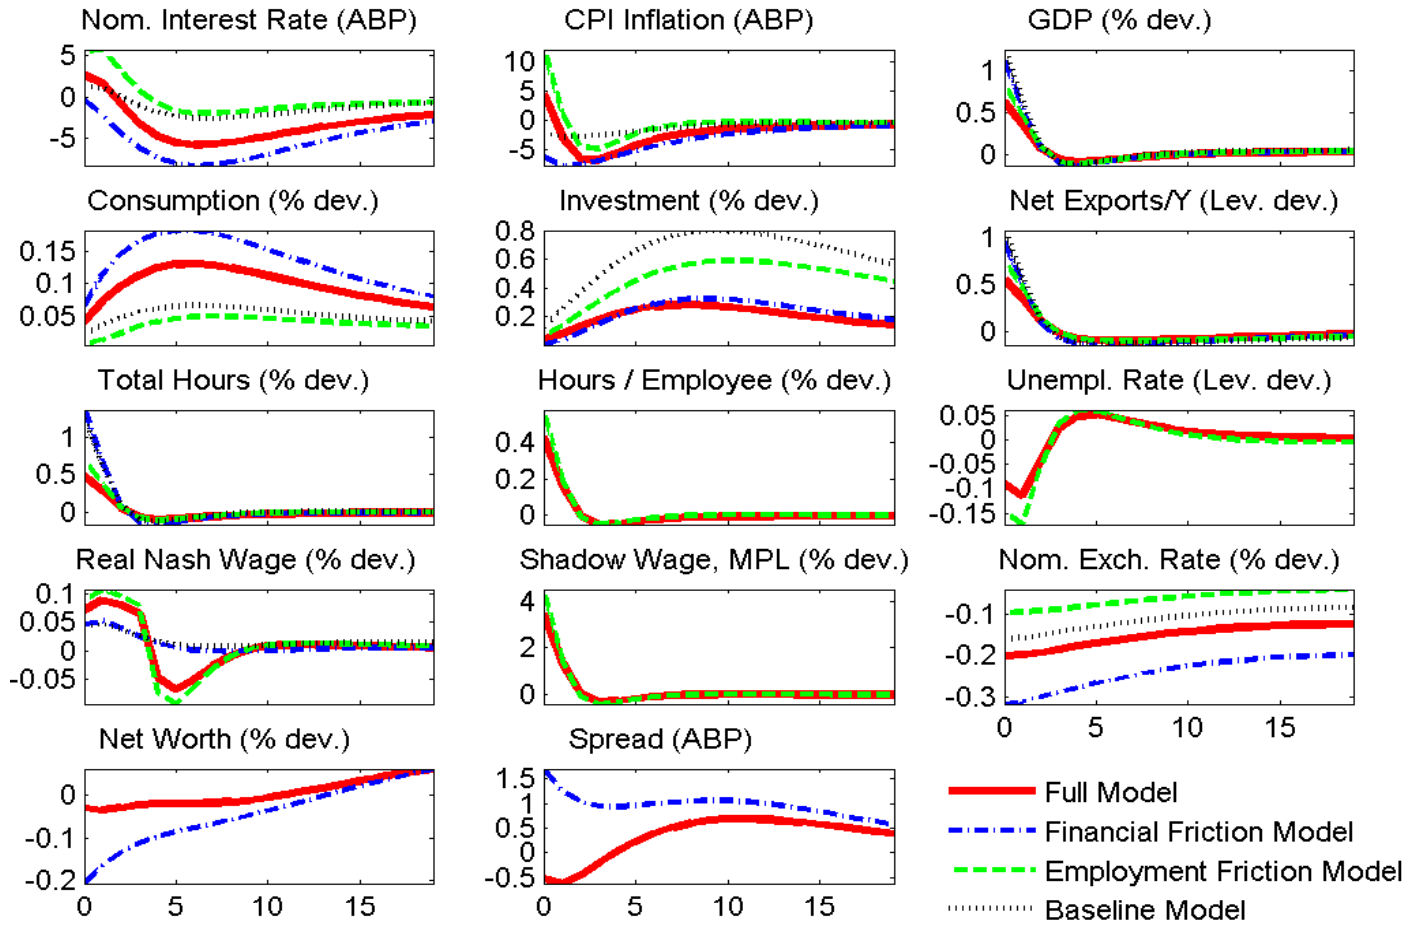 Nom. Interest Rate (ABP)
CPI Inflation (ABP)
GDP (% dev.)
5
0
-5
10
5
0
-5
1
0.5
0
Consumption (% dev.)
Investment (% dev.)
Net Exports/Y (Lev. dev.)
0.15
0.1
0.05
0.8
0.6
0.4
0.2
1
0.5
0
Total Hours (% dev.)
Hours / Employee (% dev.)
Unempl. Rate (Lev. dev.)
1
0.5
0
0.4
0.2
0
0.05
0
-0.05
-0.1
-0.15
Real Nash Wage (% dev.)
Shadow Wage, MPL (% dev.)
Nom. Exch. Rate (% dev.)
0.1
0.05
0
-0.05
4
2
0
-0.1
-0.2
-0.3
0 5 10 15
Net Worth (% dev.)
Spread (ABP)
0
-0.1
-0.2
0 5 10 15
1.5
1
0.5
0
-0.5
0 5 10 15
Full Model
Financial Friction Model
Employment Friction Model
Baseline Model